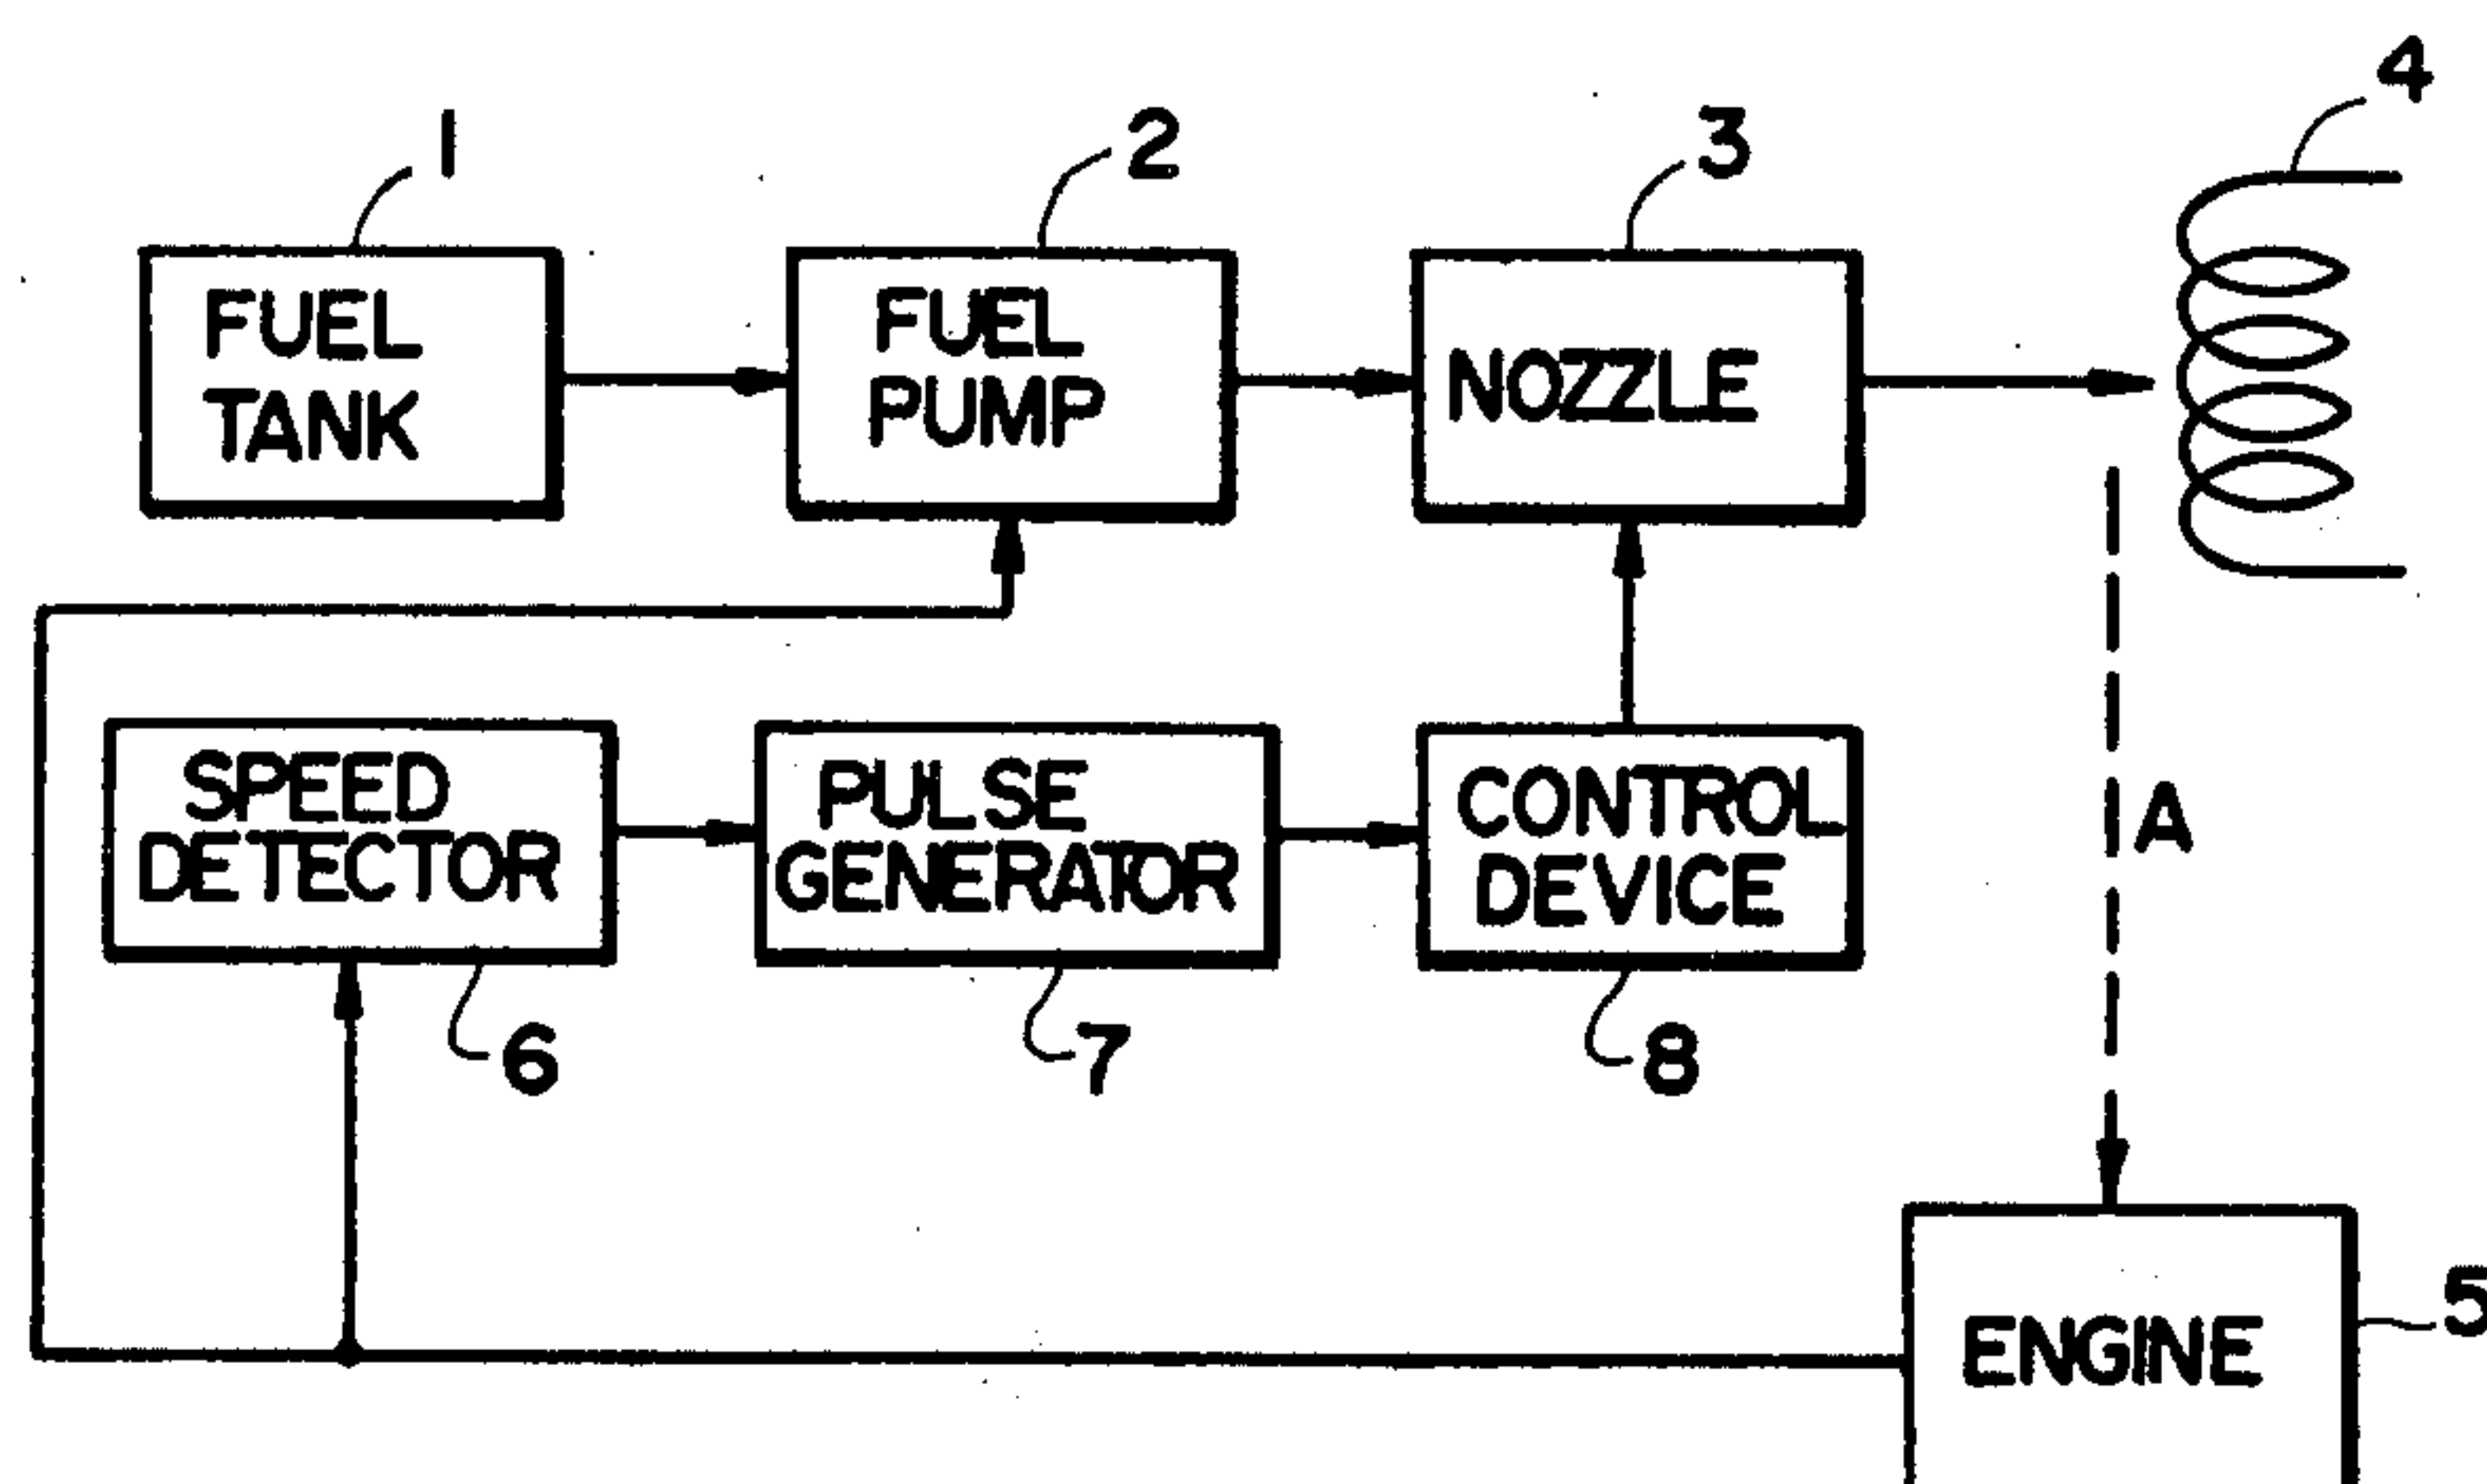 4
1
2
3
FUEL
TANK
FUEL
PUMP
NOZZLE
SPEED
DETECTOR
PULSE
GENERATOR
CONTROL
DEVICE
A
6
7
8
5
ENGINE